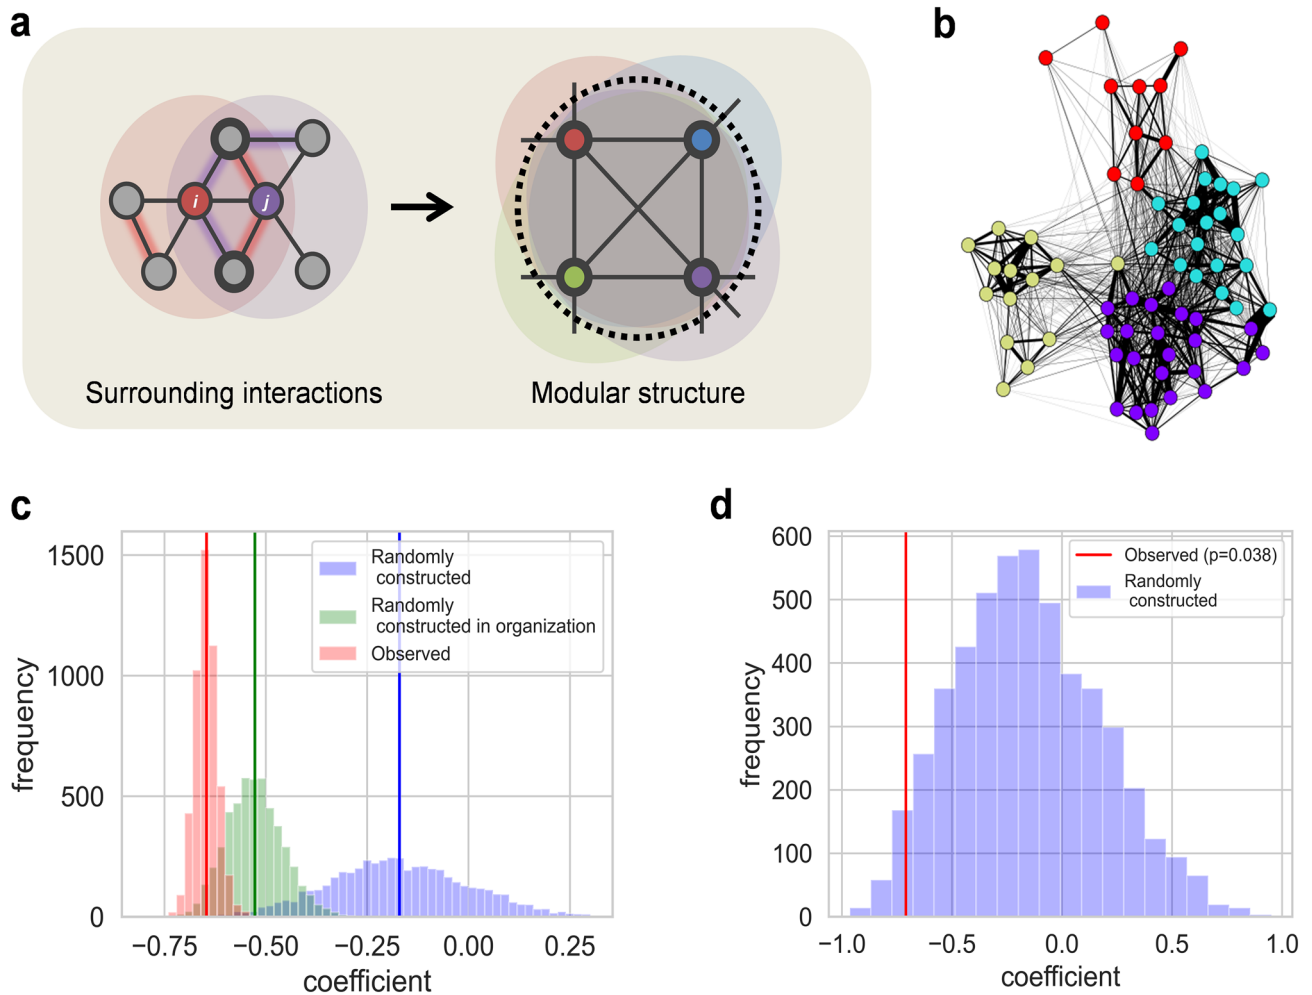 a
b
i
j
Surrounding interactions
Modular structure
c
1500
1000
500
0
frequency
−0.75
−0.50
−0.25
0.00
0.25
coefficient
Randomly
constructed
Randomly
constructed in organization
Observed
d
600
500
400
300
200
100
0
frequency
−1.0
−0.5
0.0
0.5
1.0
coefficient
Observed (p=0.038)
Randomly
constructed